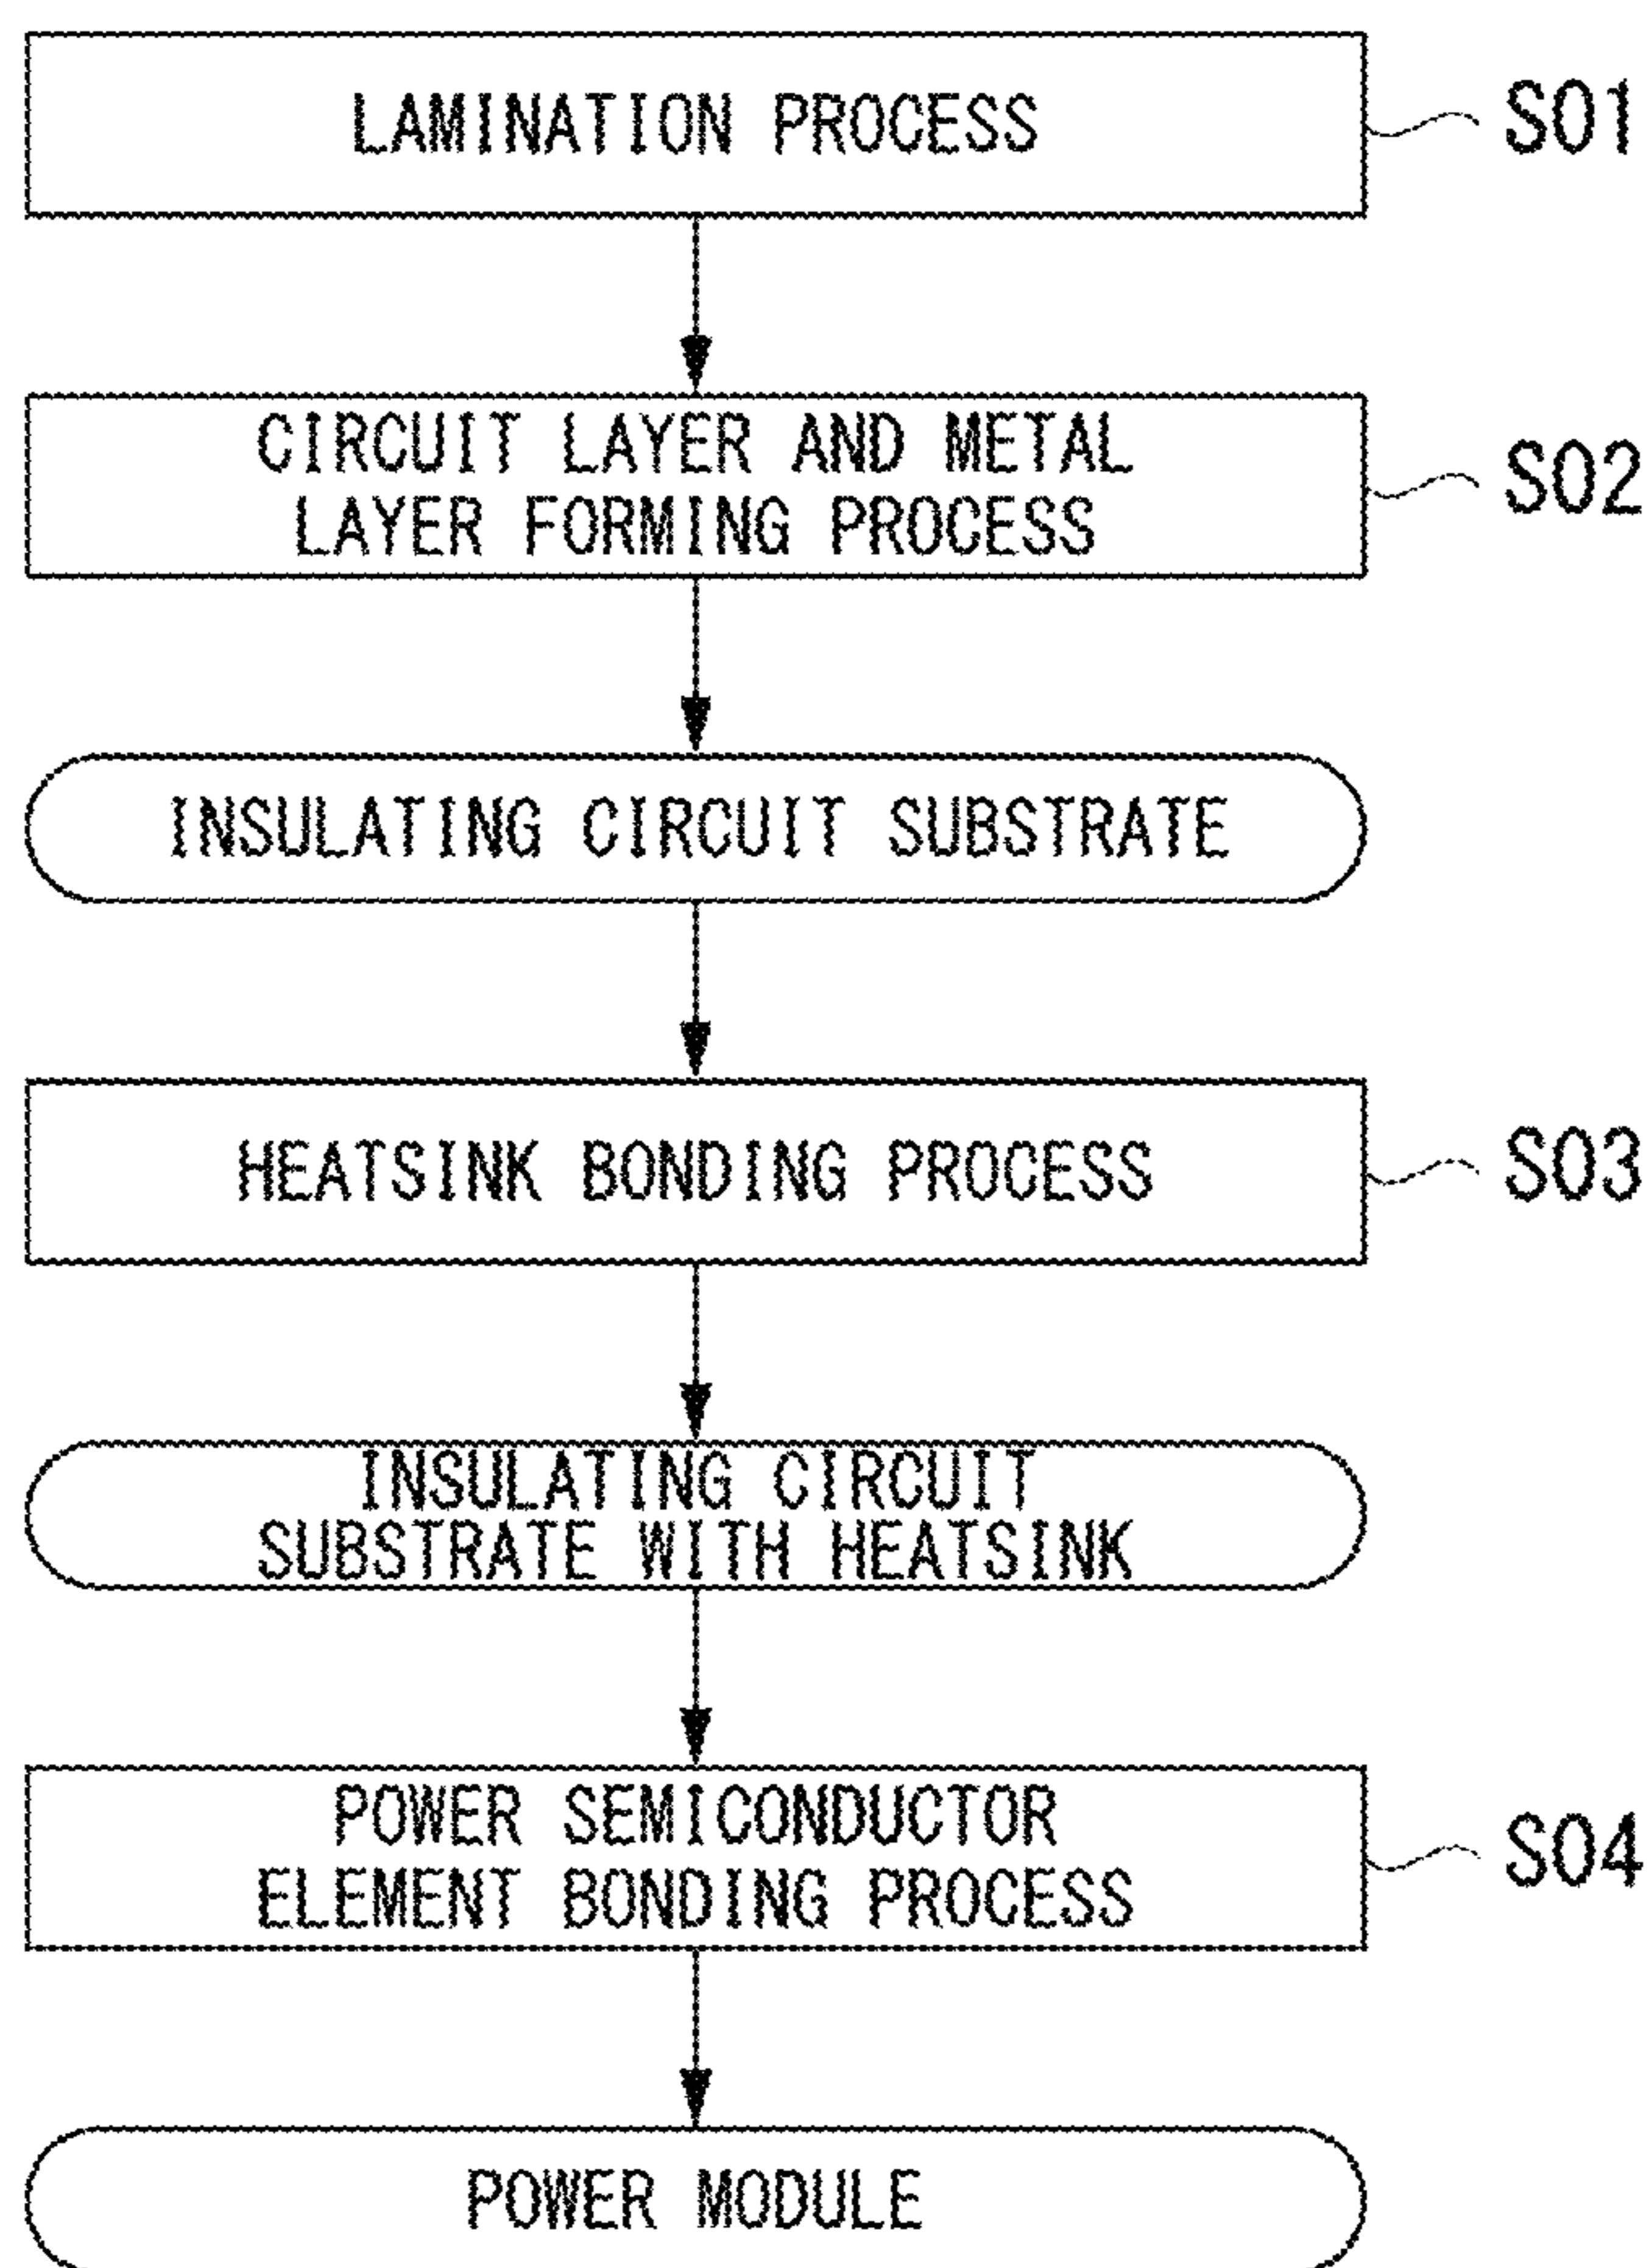 LAMINATION PROCESS
S01
CIRCUIT LAYER AND METAL
LAYER FORMING PROCESS
S02
INSULATING CIRCUIT SUBSTRATE
HEATSINK BONDING PROCESS
S03
INSULATING CIRCUIT
SUBSTRATE WITH HEATSINK
POWER SEMICONDUCTOR
ELEMENT BONDING PROCESS
S04
POWER MODULE